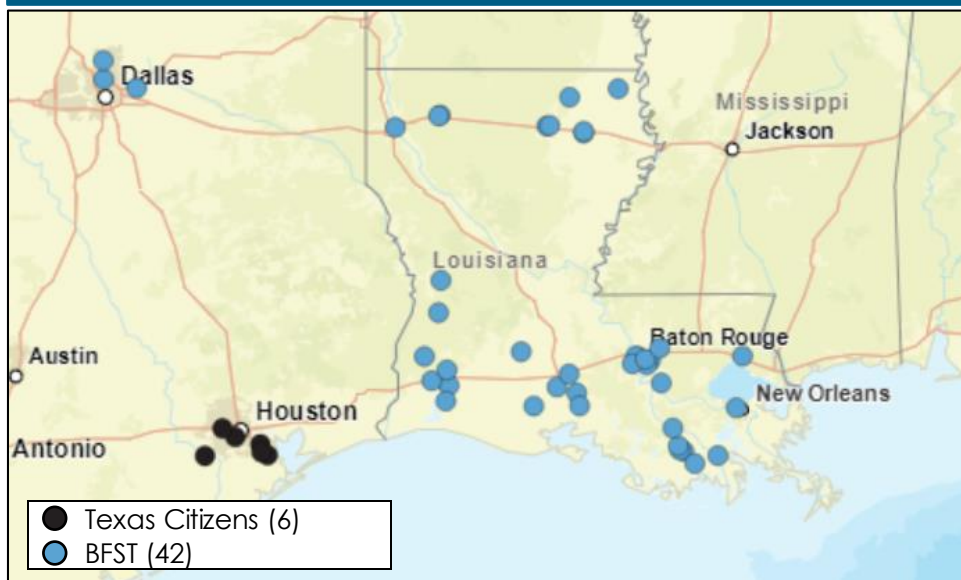 Dallas
Mississippi
Jackson
Louisiana
Baton Rouge
Austin
New Orleans
Houston
Antonio
Texas Citizens (6)
BFST (42)